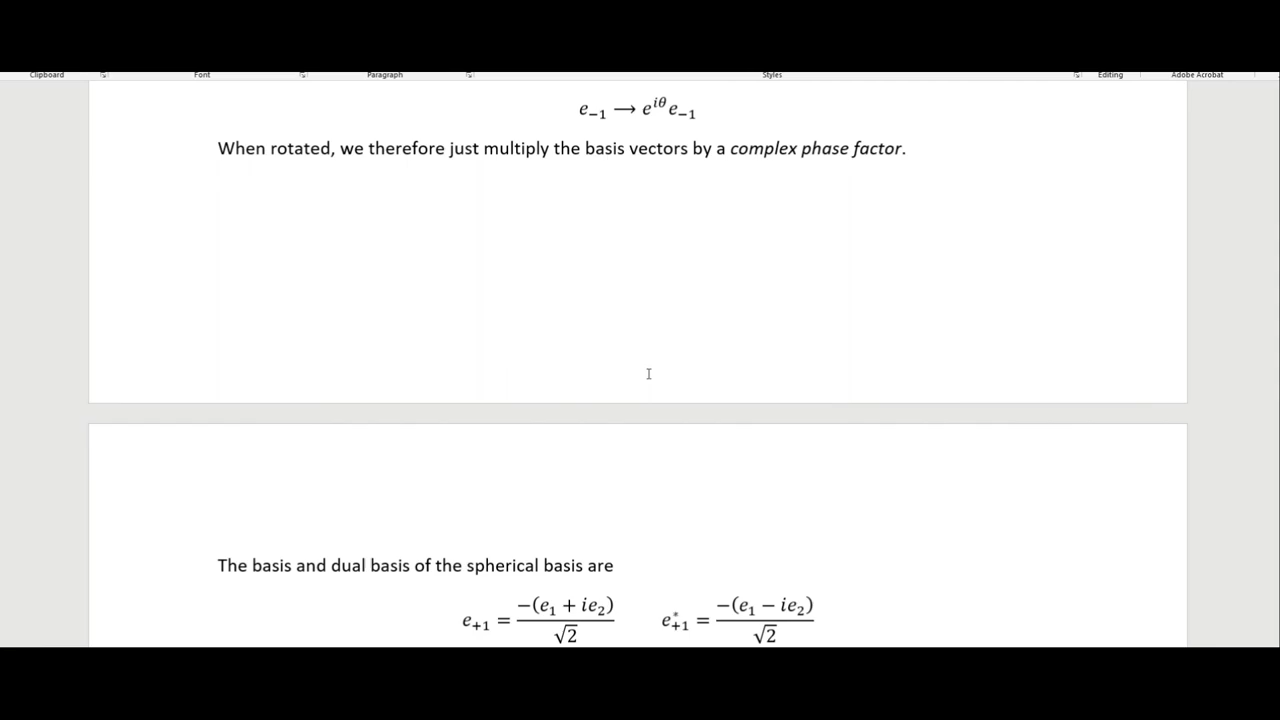 Clipboard Font Paragraph Styles Editing Adobe Acrobat
e₋₁ ⟶ e^{iθ} e₋₁
When rotated, we therefore just multiply the basis vectors by a complex phase factor.
The basis and dual basis of the spherical basis are
e₊₁ = −(e₁ + ie₂)/√2    e₊₁^* = −(e₁ − ie₂)/√2